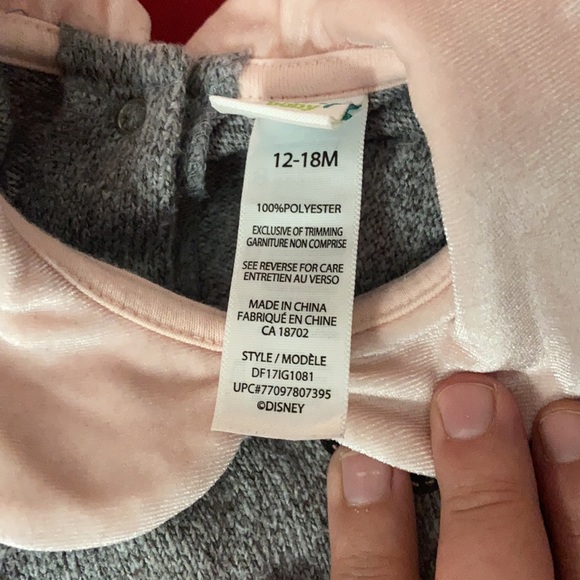 12-18M
100%POLYESTER
EXCLUSIVE OF TRIMMING
GARNITURE NON COMPRISE
SEE REVERSE FOR CARE
ENTRETIEN AU VERSO
MADE IN CHINA
FABRIQUÉ EN CHINE
CA 18702
STYLE / MODÈLE
DF17IG1081
UPC#77097807395
©DISNEY